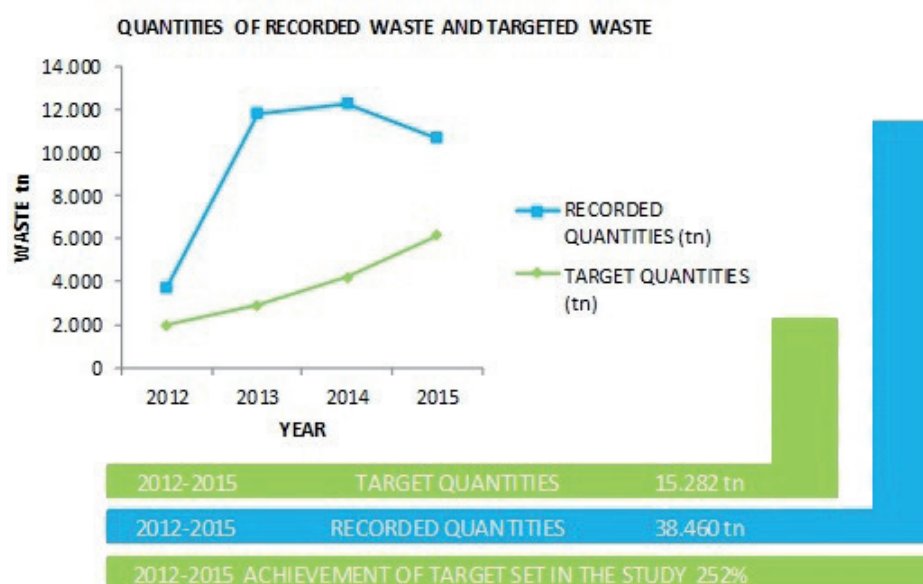 QUANTITIES OF RECORDED WASTE AND TARGETED WASTE
14.000
12.000
10.000
8.000
6.000
4.000
2.000
0
WASTE tn
2012 2013 2014 2015
YEAR
RECORDED
QUANTITIES (tn)
TARGET QUANTITIES
(tn)
2012-2015 TARGET QUANTITIES 15.282 tn
2012-2015 RECORDED QUANTITIES 38.460 tn
2012-2015 ACHIEVEMENT OF TARGET SET IN THE STUDY 252%